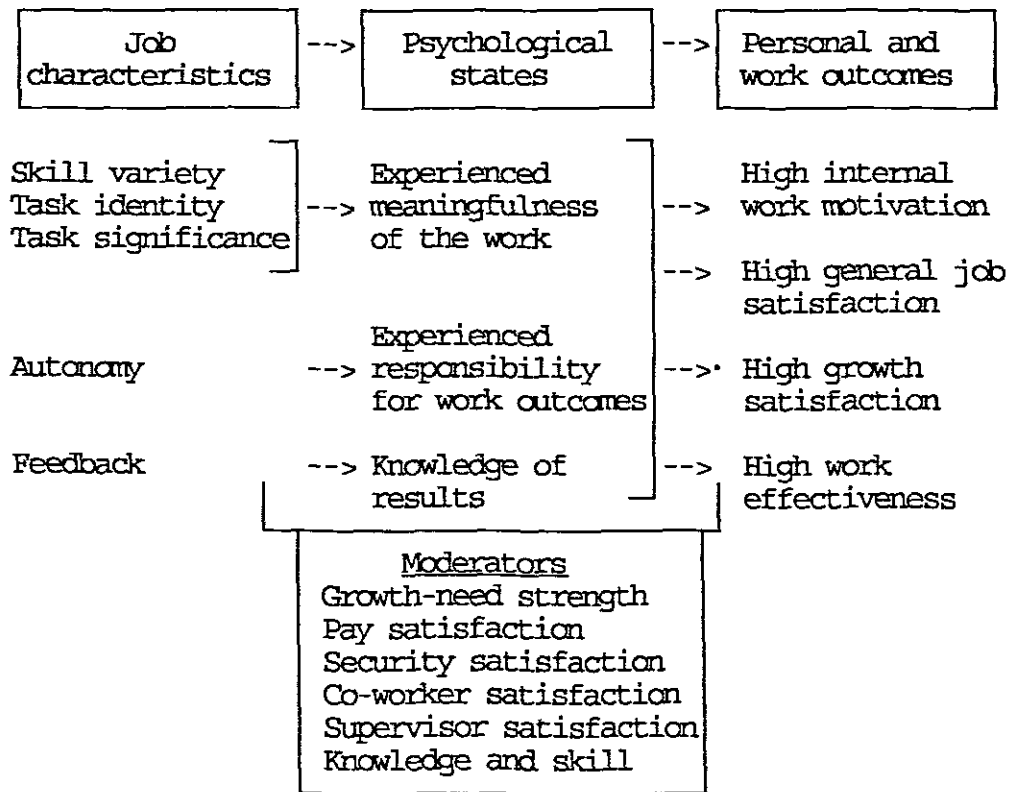 Job characteristics
-->
Psychological states
-->
Personal and work outcomes
Skill variety
Task identity
Task significance
-->
Experienced
meaningfulness
of the work
-->
High internal
work motivation
-->
High general job
satisfaction
Autonomy
-->
Experienced
responsibility
for work outcomes
-->
High growth
satisfaction
Feedback
-->
Knowledge of
results
-->
High work
effectiveness
Moderators
Growth-need strength
Pay satisfaction
Security satisfaction
Co-worker satisfaction
Supervisor satisfaction
Knowledge and skill